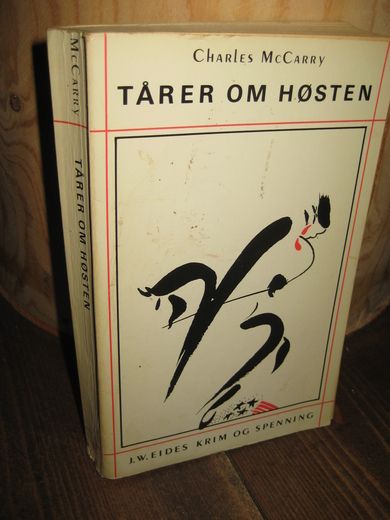 McCARRY
TÅRER OM HØSTEN
CHARLES McCARRY
TÅRER OM HØSTEN
J.W.EIDES KRIM OG SPENNING